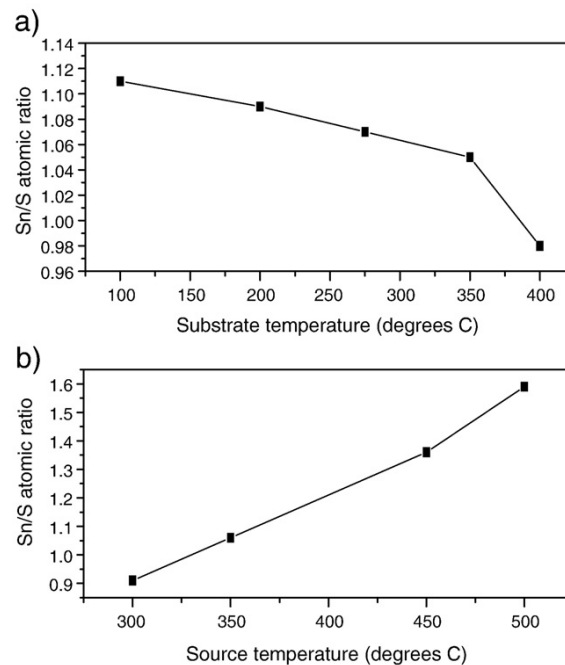 a)
1.14
1.12
1.10
1.08
1.06
1.04
1.02
1.00
0.98
0.96
Sn/S atomic ratio
100 150 200 250 300 350 400
Substrate temperature (degrees C)
b)
1.6
1.5
1.4
1.3
1.2
1.1
1.0
0.9
Sn/S atomic ratio
300 350 400 450 500
Source temperature (degrees C)